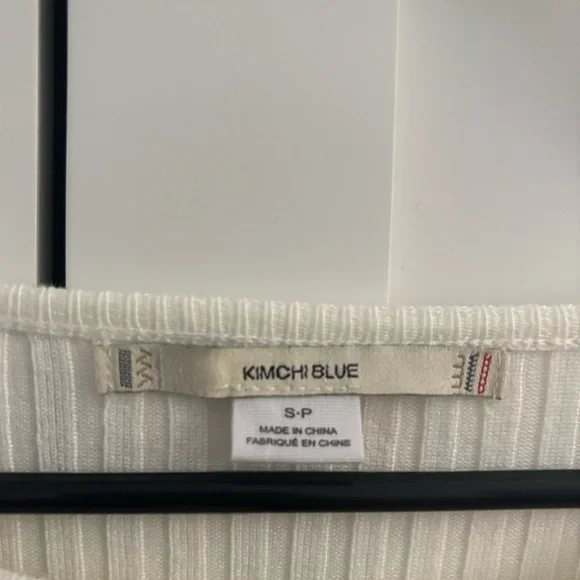 KIMCHI BLUE
S·P
MADE IN CHINA
FABRIQUÉ EN CHINE